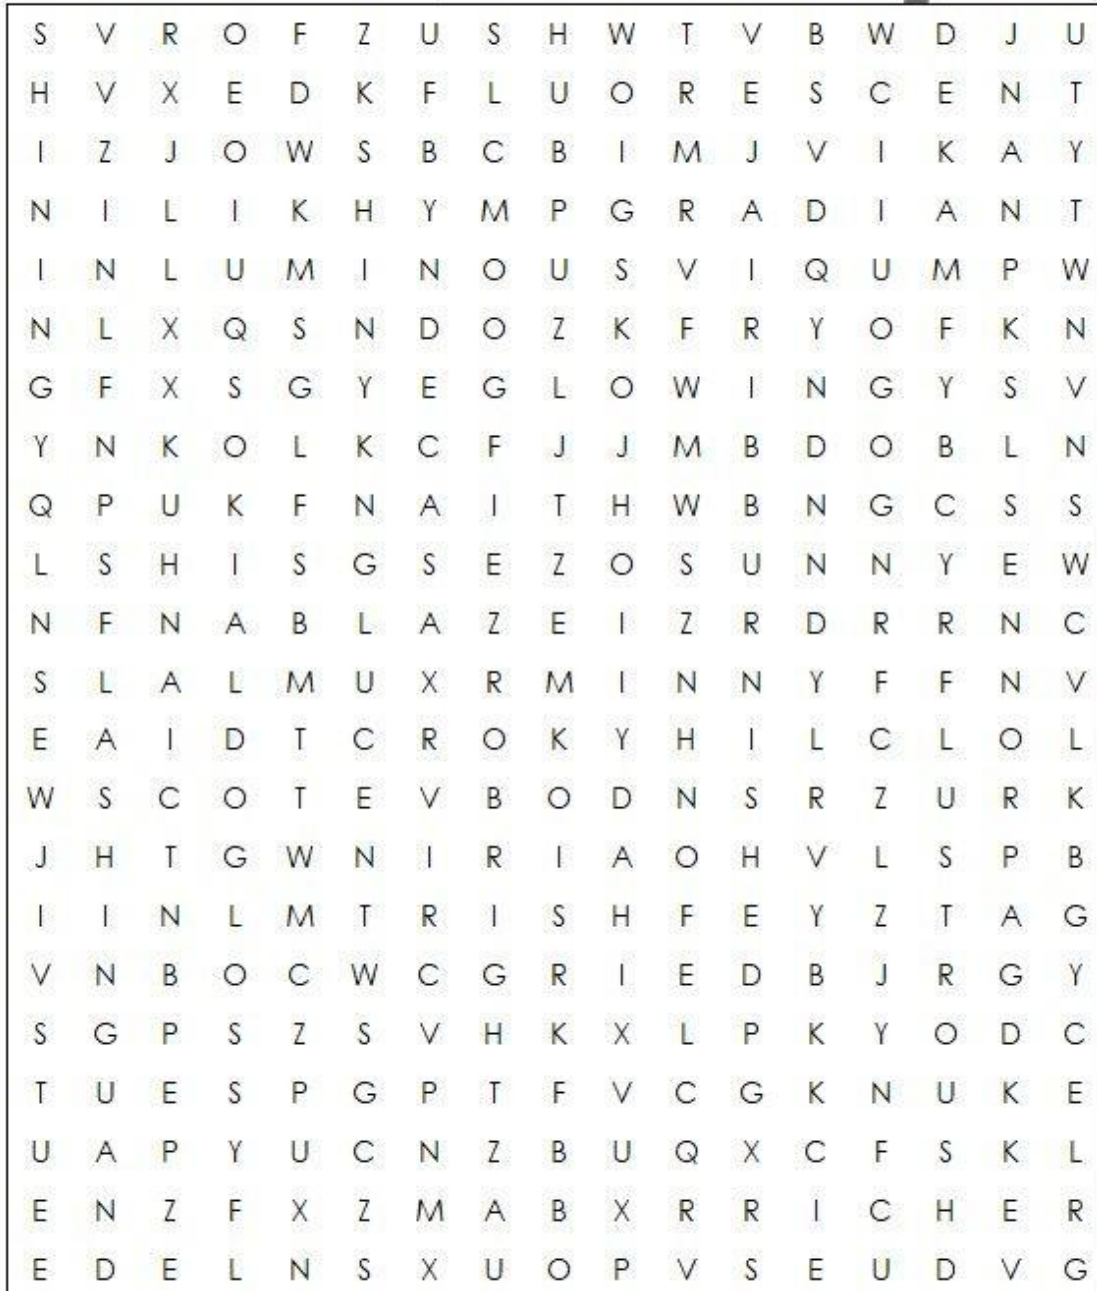 S V R O F Z U S H W T V B W D J U
H V X E D K F L U O R E S C E N T
I Z J O W S B C B I M J V I K A Y
N I L I K H Y M P G R A D I A N T
I N L U M I N O U S V I Q U M P W
N L X Q S N D O Z K F R Y O F K N
G F X S G Y E G L O W I N G Y S V
Y N K O L K C F J J M B D O B L N
Q P U K F N A I T H W B N G C S S
L S H I S G S E Z O S U N N Y E W
N F N A B L A Z E I Z R D R R N C
S L A L M U X R M I N N Y F F N V
E A I D T C R O K Y H I L C L O L
W S C O T E V B O D N S R Z U R K
J H T G W N I R I A O H V L S P B
I I N L M T R I S H F E Y Z T A G
V N B O C W C G R I E D B J R G Y
S G P S Z S V H K X L P K Y O D C
T U E S P G P T F V C G K N U K E
U A P Y U C N Z B U Q X C F S K L
E N Z F X Z M A B X R R I C H E R
E D E L N S X U O P V S E U D V G